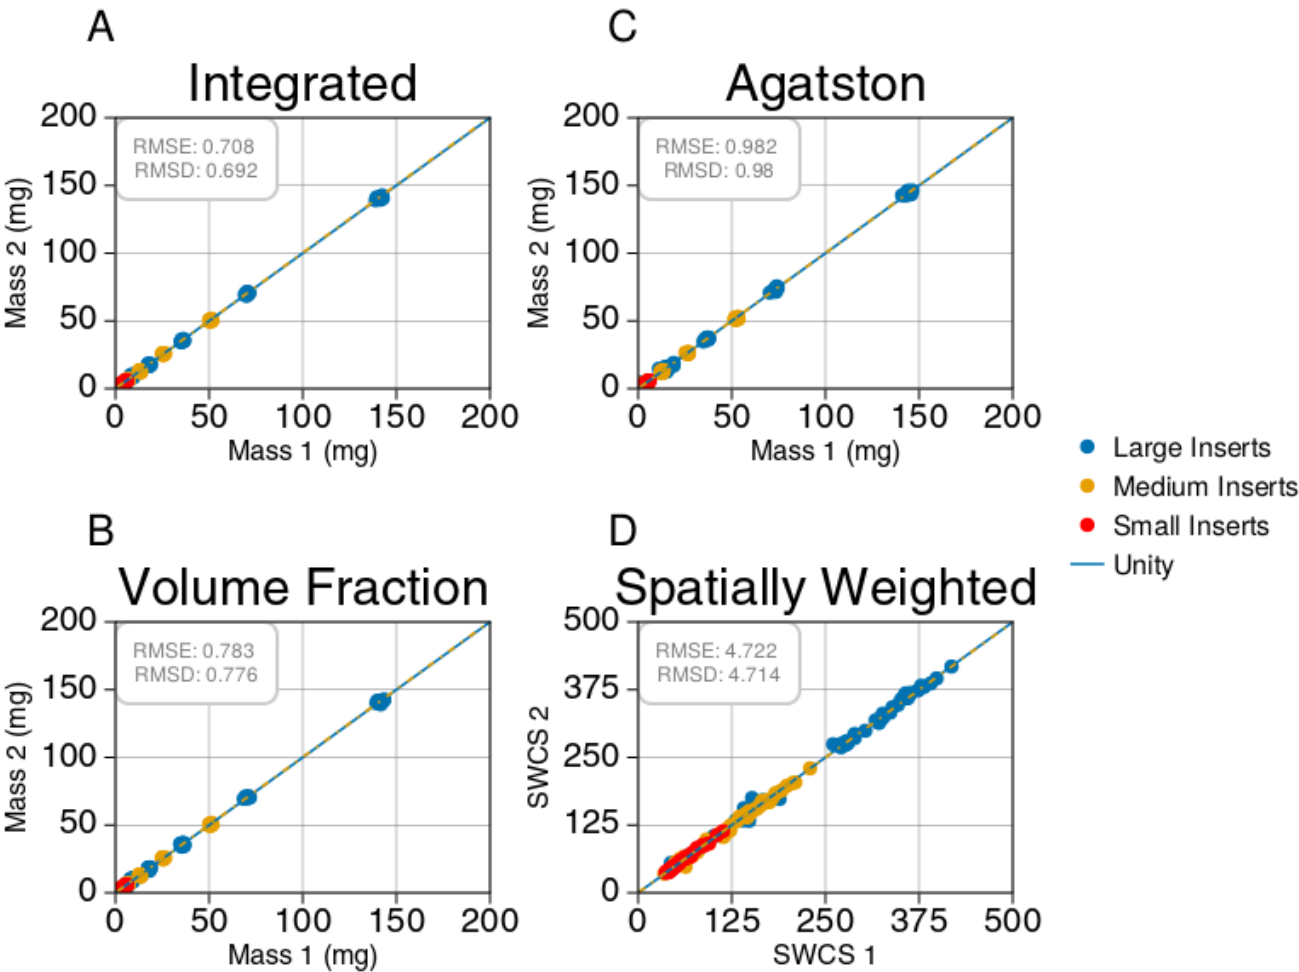 A
Integrated
200
150
100
50
0
Mass 2 (mg)
RMSE: 0.708
RMSD: 0.692
0 50 100 150 200
Mass 1 (mg)
C
Agatston
200
150
100
50
0
Mass 2 (mg)
RMSE: 0.982
RMSD: 0.98
0 50 100 150 200
Mass 1 (mg)
B
Volume Fraction
200
150
100
50
0
Mass 2 (mg)
RMSE: 0.783
RMSD: 0.776
0 50 100 150 200
Mass 1 (mg)
D
Spatially Weighted
500
375
250
125
0
SWCS 2
RMSE: 4.722
RMSD: 4.714
0 125 250 375 500
SWCS 1
Large Inserts
Medium Inserts
Small Inserts
Unity